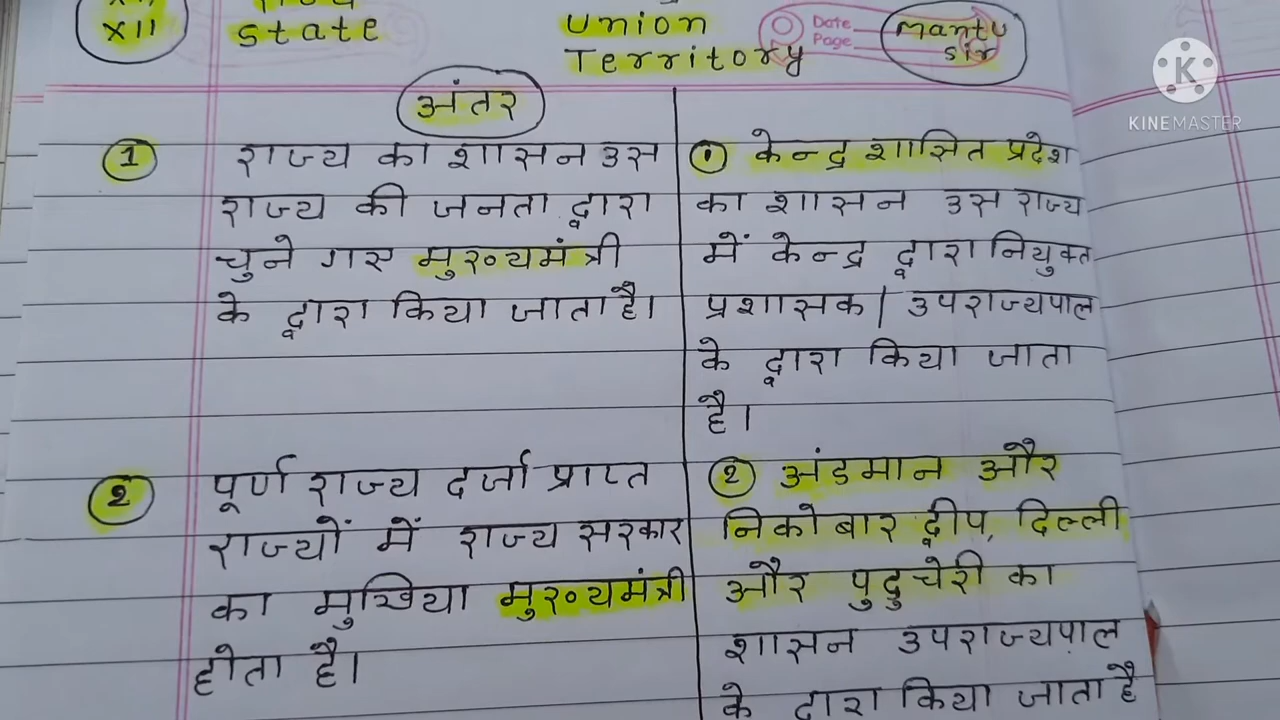 XII
State
Union
Territory
Date
Page
Mantu
sir
K
KINEMASTER
अंतर
1 राज्य का शासन उस
राज्य की जनता द्वारा
चुने गए मुख्यमंत्री
के द्वारा किया जाता है।
1 केन्द्र शासित प्रदेश
का शासन उस राज्य
में केन्द्र द्वारा नियुक्त
प्रशासक / उपराज्यपाल
के द्वारा किया जाता
है।
2 पूर्ण राज्य दर्जा प्राप्त
राज्यों में राज्य सरकार
का मुखिया मुख्यमंत्री
होता है।
2 अंडमान और
निकोबार द्वीप, दिल्ली
और पुदुचेरी का
शासन उपराज्यपाल
के द्वारा किया जाता है